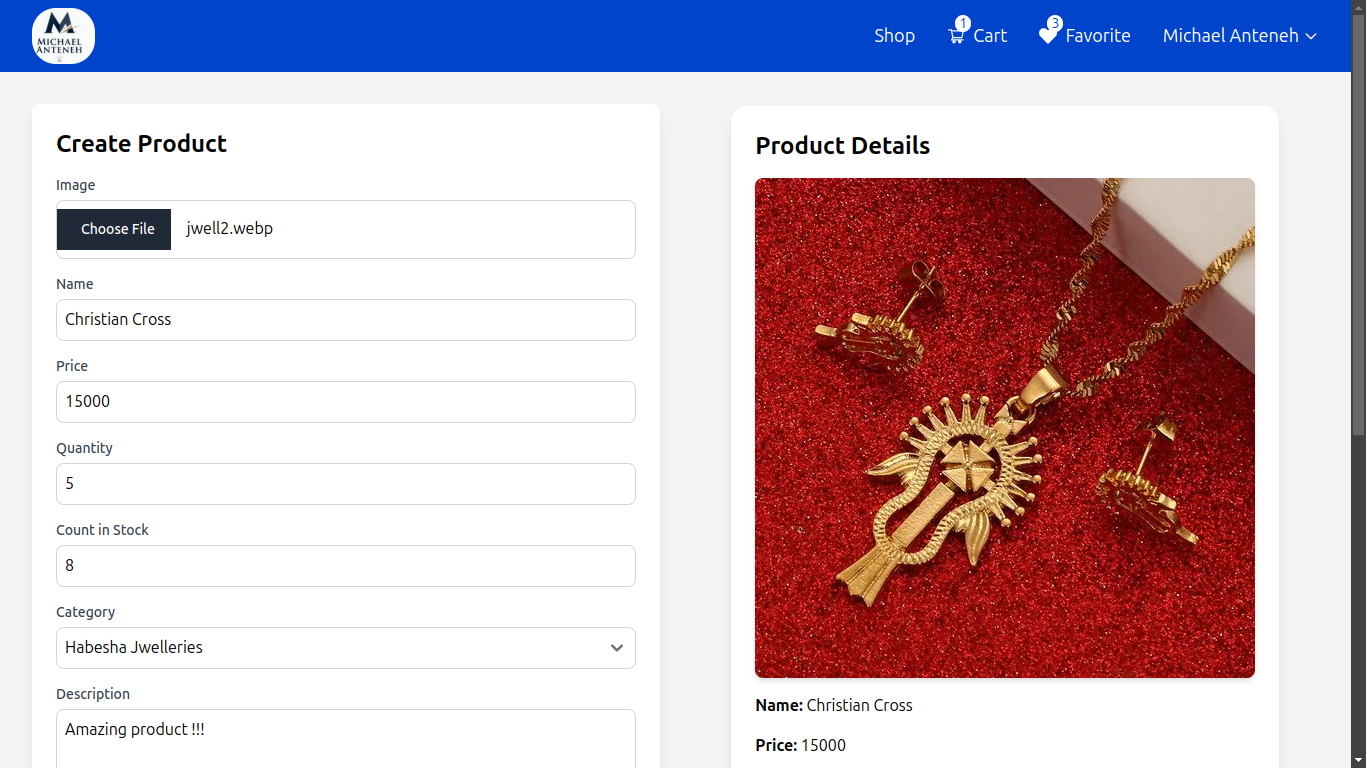 MICHAEL
ANTENEH
Shop
1
Cart
3
Favorite
Michael Anteneh
Create Product
Image
Choose File
jwell2.webp
Name
Christian Cross
Price
15000
Quantity
5
Count in Stock
8
Category
Habesha Jwelleries
Description
Amazing product !!!
Product Details
Name: Christian Cross
Price: 15000